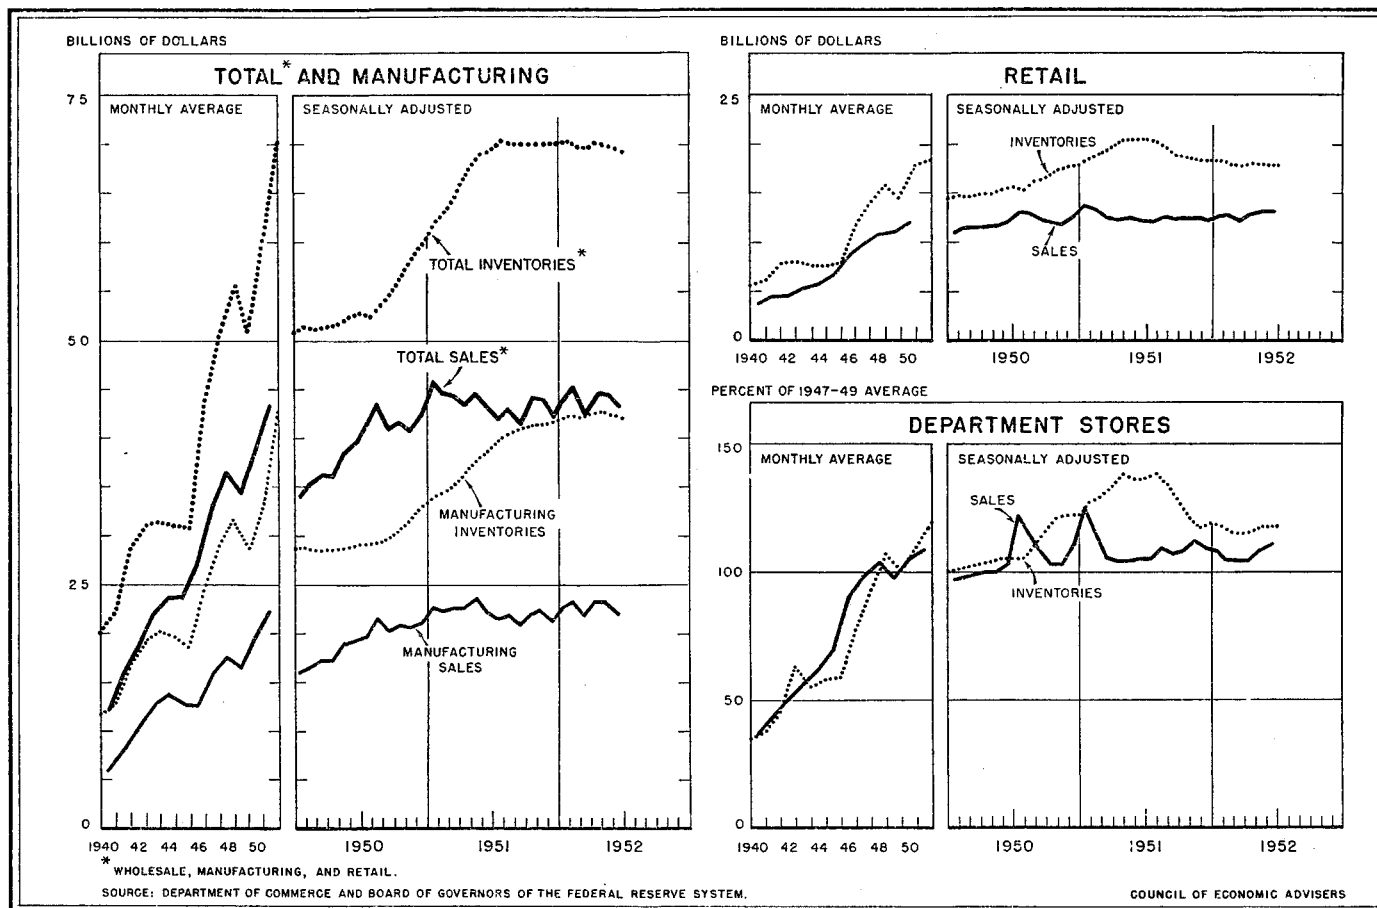 BILLIONS OF DOLLARS
TOTAL* AND MANUFACTURING
MONTHLY AVERAGE
SEASONALLY ADJUSTED
75
50
25
0
TOTAL INVENTORIES*
TOTAL SALES*
MANUFACTURING
INVENTORIES
MANUFACTURING
SALES
1940 42 44 46 48 50
1950 1951 1952
BILLIONS OF DOLLARS
RETAIL
MONTHLY AVERAGE
SEASONALLY ADJUSTED
25
0
INVENTORIES
SALES
1940 42 44 46 48 50
1950 1951 1952
PERCENT OF 1947-49 AVERAGE
DEPARTMENT STORES
MONTHLY AVERAGE
SEASONALLY ADJUSTED
150
100
50
0
SALES
INVENTORIES
1940 42 44 46 48 50
1950 1951 1952
* WHOLESALE, MANUFACTURING, AND RETAIL.
SOURCE: DEPARTMENT OF COMMERCE AND BOARD OF GOVERNORS OF THE FEDERAL RESERVE SYSTEM.
COUNCIL OF ECONOMIC ADVISERS